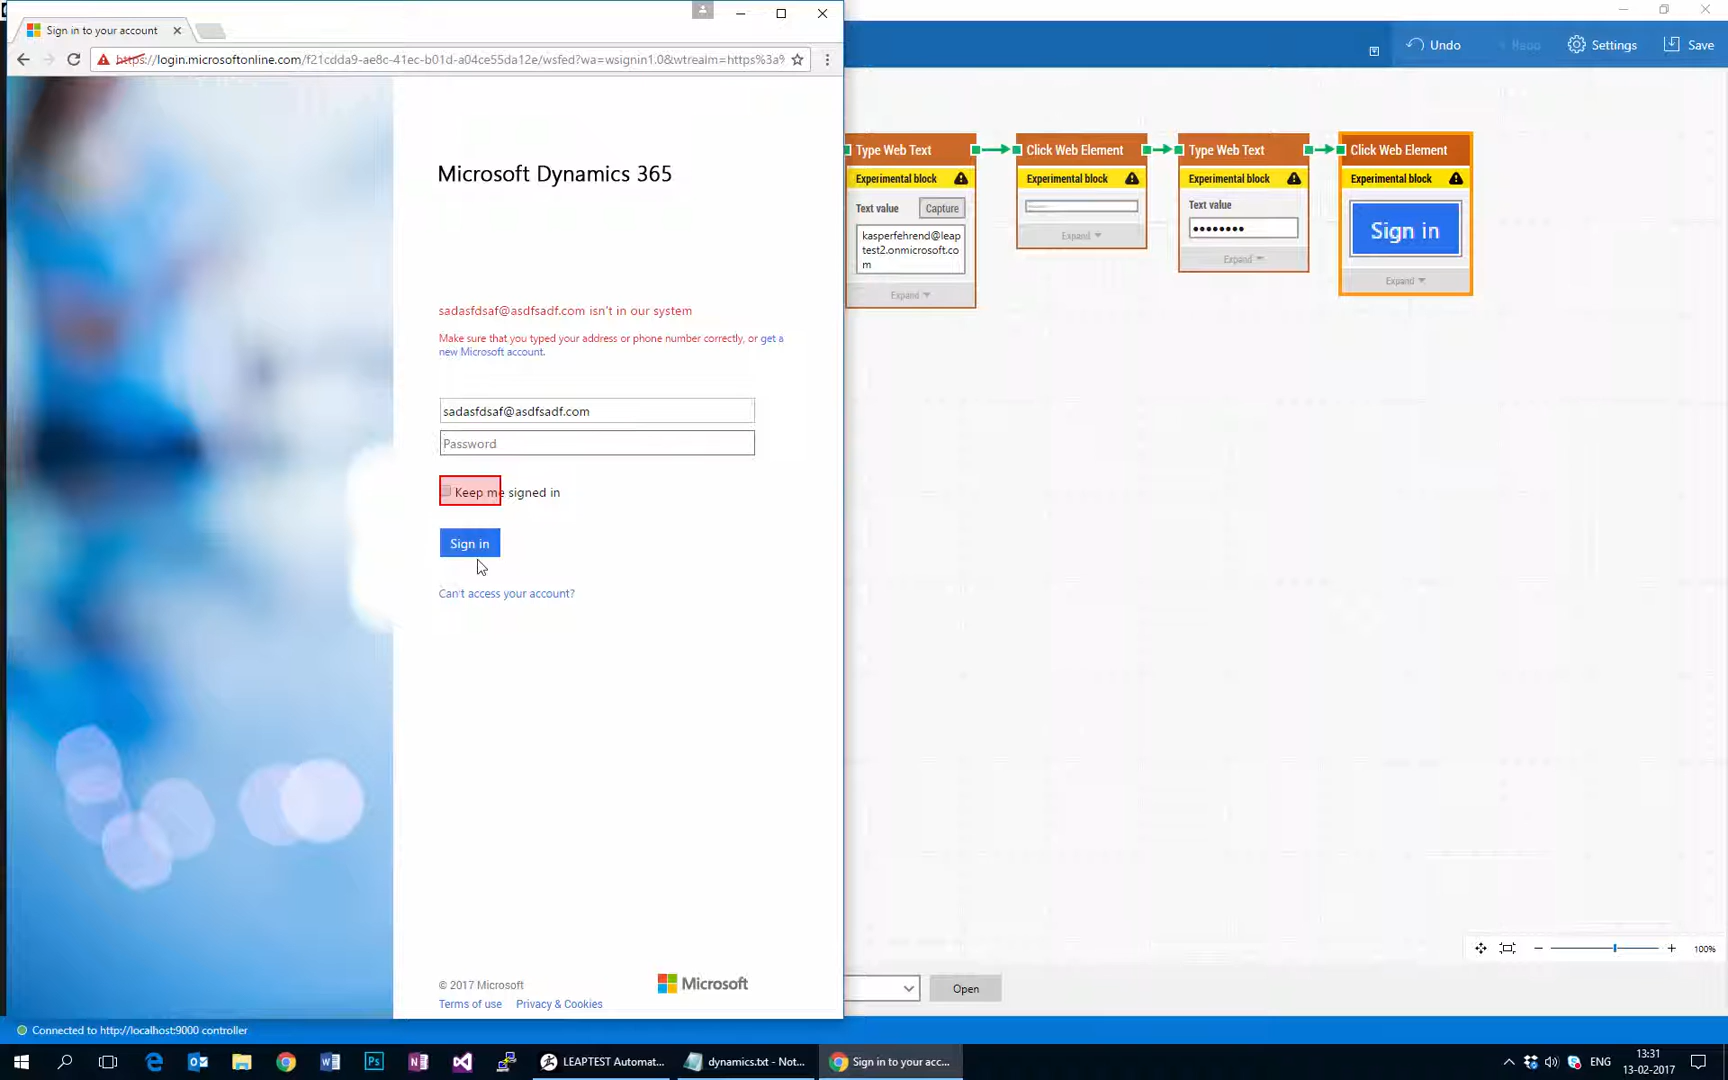 Sign in to your account
https://login.microsoftonline.com/f21cdda9-ae8c-41ec-b01d-a04ce55da12e/wsfed?wa=wsignin1.0&wtrealm=https%3a%
Undo
Redo
Settings
Save
Microsoft Dynamics 365
sadasfdsaf@asdfsadf.com isn't in our system
Make sure that you typed your address or phone number correctly, or get a
new Microsoft account.
sadasfdsaf@asdfsadf.com
Password
Keep me signed in
Sign in
Can't access your account?
© 2017 Microsoft
Microsoft
Terms of use
Privacy & Cookies
Type Web Text
Experimental block
Text value
Capture
kasperfehrend@leap
test2.onmicrosoft.co
m
Expand
Click Web Element
Experimental block
Expand
Type Web Text
Experimental block
Text value
••••••••
Expand
Click Web Element
Experimental block
Sign in
Expand
100%
Open
Connected to http://localhost:9000 controller
LEAPTEST Automat...
dynamics.txt - Not...
Sign in to your acc...
ENG
13:31
13-02-2017